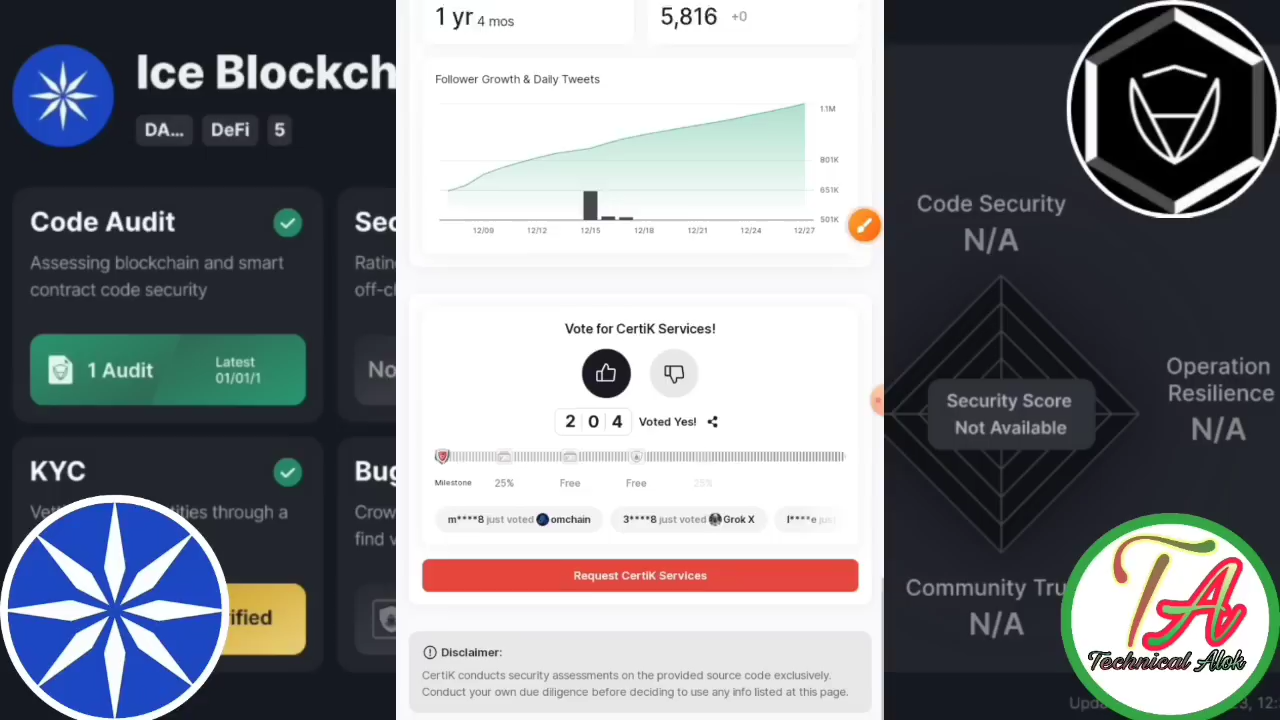 Ice Blockch
DA...
DeFi
5
Code Audit
Assessing blockchain and smart
contract code security
1 Audit
Latest
01/01/1
KYC
through a
ified
Sec
Ratin
off-c
No
Bug
Crow
find v
1 yr 4 mos
5,816 +0
Follower Growth & Daily Tweets
1.1M
801K
651K
501K
12/09 12/12 12/15 12/18 12/21 12/24 12/27
Vote for CertiK Services!
2 0 4 Voted Yes!
Milestone 25% Free Free 25%
m****8 just voted omchain
3****8 just voted Grok X
l****e jus
Request CertiK Services
Disclaimer:
CertiK conducts security assessments on the provided source code exclusively.
Conduct your own due diligence before deciding to use any info listed at this page.
Code Security
N/A
Security Score
Not Available
Operation
Resilience
N/A
Community Tru
N/A
TA
Technical Alok